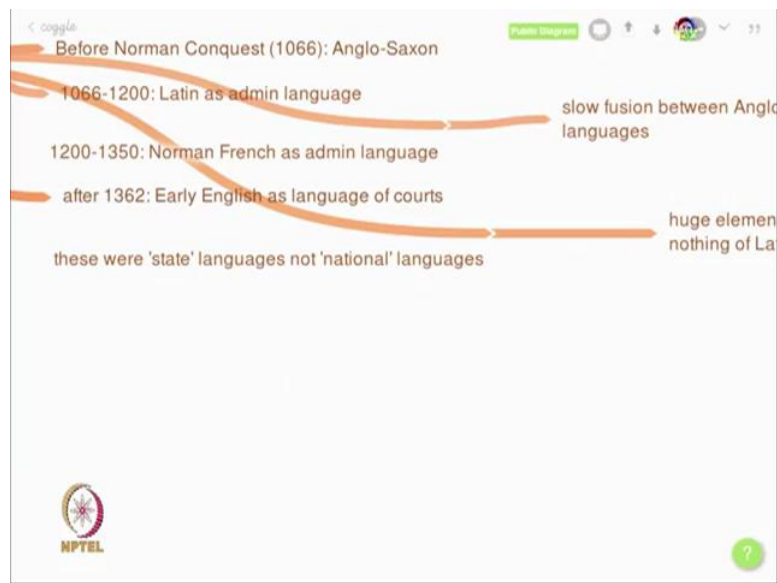 coggle
Public Diagram
Before Norman Conquest (1066): Anglo-Saxon
1066-1200: Latin as admin language
slow fusion between Anglo
languages
1200-1350: Norman French as admin language
after 1362: Early English as language of courts
huge elemen
nothing of La
these were 'state' languages not 'national' languages
NPTEL
?